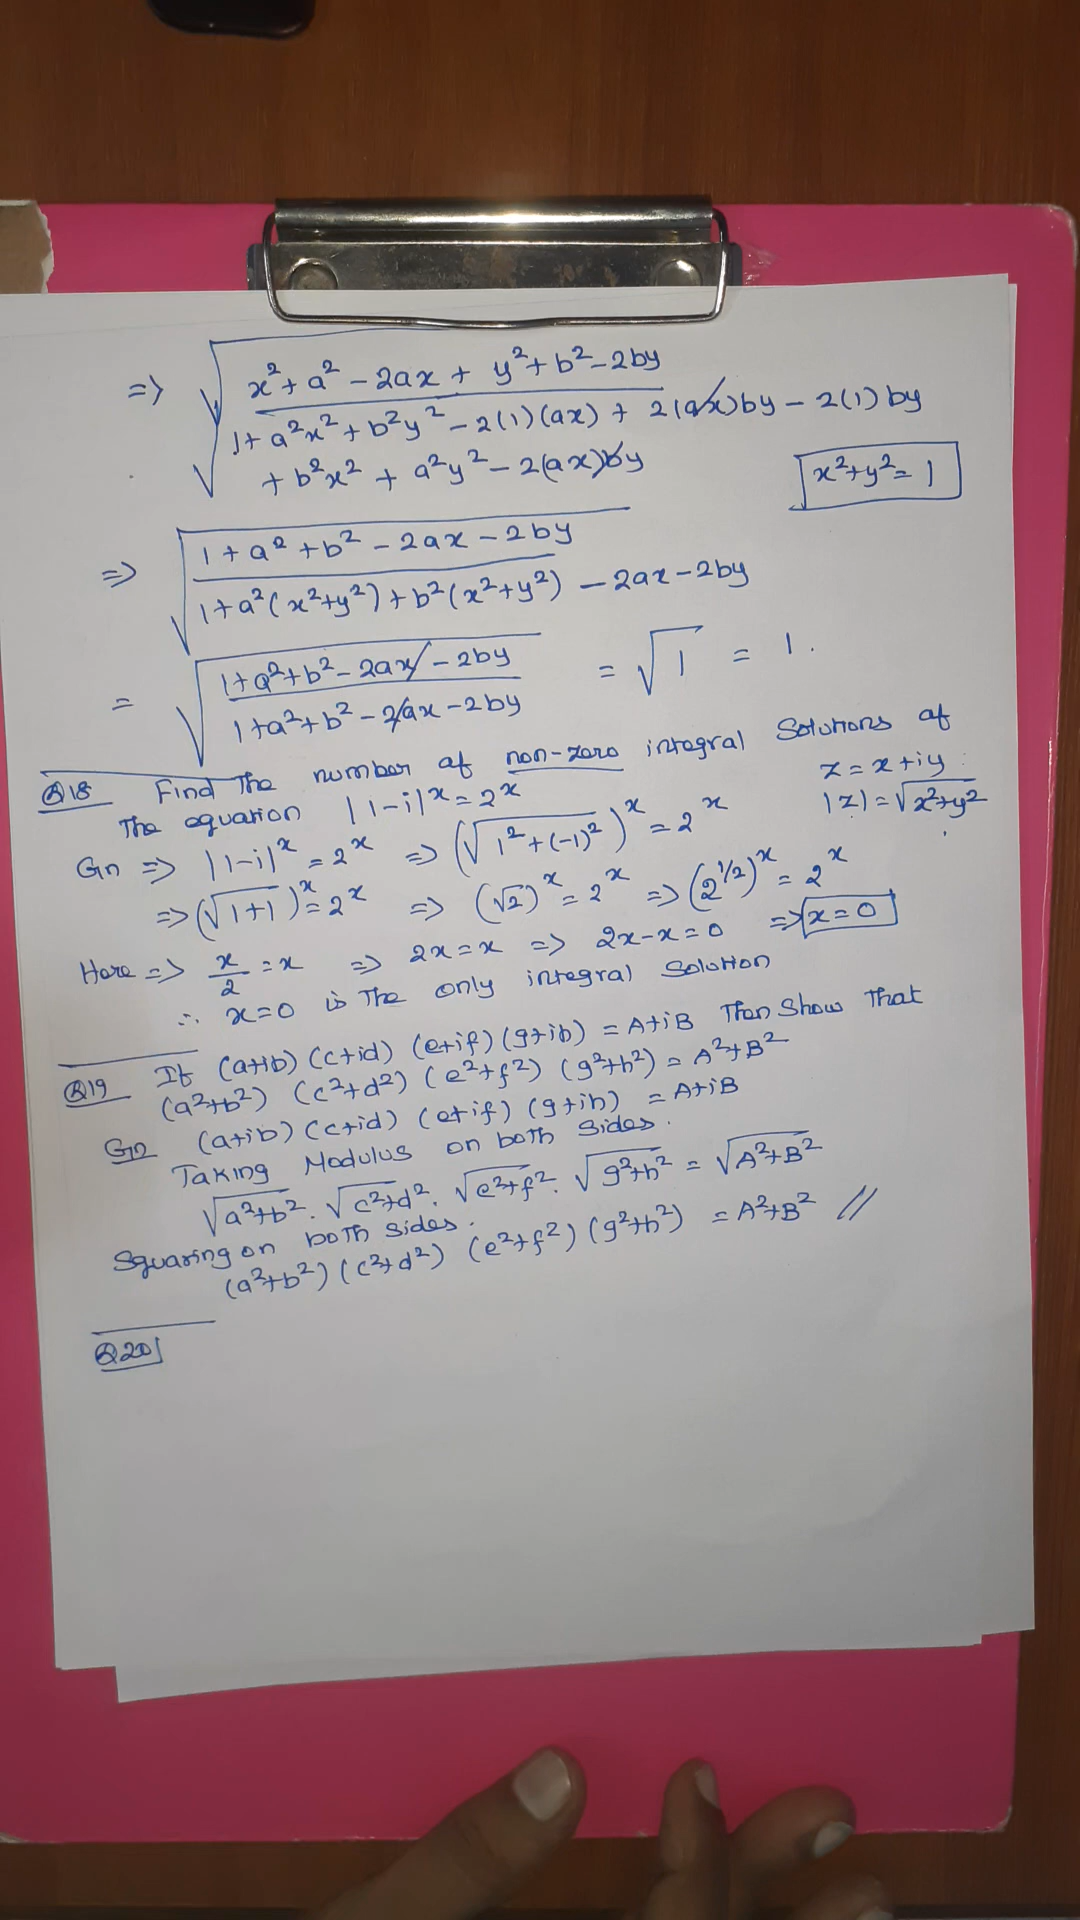 => √(x²+a²-2ax + y²+b²-2by
1+a²x²+b²y²-2(1)(ax) + 2(ax)by - 2(1)by
+ b²x² + a²y² - 2(ax)by
x²+y²=1
=> √(1+a²+b²-2ax-2by
1+a²(x²+y²)+b²(x²+y²) - 2ax-2by
= √(1+a²+b²-2ax-2by = √1 = 1.
1+a²+b²-2ax-2by
Q18 Find The number of non-zero integral Solutions of
The equation |1-i|ˣ=2ˣ
z=x+iy
|z|=√x²+y²
Gn => |1-i|ˣ = 2ˣ => (√1²+(-1)²)ˣ = 2ˣ
=> (√1+1)ˣ=2ˣ => (√2)ˣ = 2ˣ => (2^1/2)ˣ = 2ˣ
Here => x/2 = x => 2x=x => 2x-x=0 => x=0
∴ x=0 is The only integral Solution
Q19 If (a+ib)(c+id)(e+if)(g+ih) = A+iB Then Show That
(a²+b²) (c²+d²) (e²+f²) (g²+h²) = A²+B²
Gn (a+ib)(c+id)(e+if)(g+ih) = A+iB
Taking Modulus on both Sides.
√a²+b². √c²+d². √e²+f². √g²+h² = √A²+B²
Squaring on both Sides.
(a²+b²)(c²+d²) (e²+f²)(g²+h²) = A²+B² //
Q20